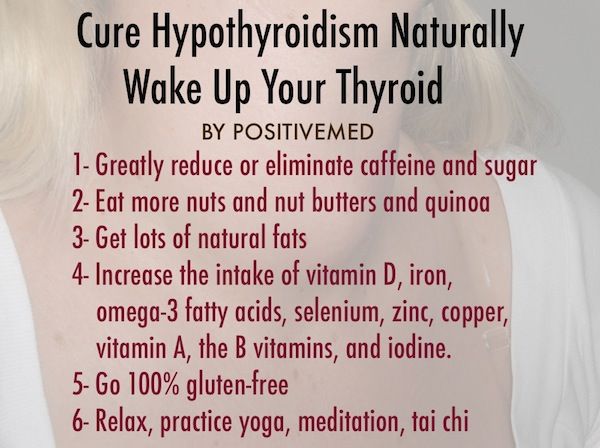 Cure Hypothyroidism Naturally
Wake Up Your Thyroid
BY POSITIVEMED
1- Greatly reduce or eliminate caffeine and sugar
2- Eat more nuts and nut butters and quinoa
3- Get lots of natural fats
4- Increase the intake of vitamin D, iron,
omega-3 fatty acids, selenium, zinc, copper,
vitamin A, the B vitamins, and iodine.
5- Go 100% gluten-free
6- Relax, practice yoga, meditation, tai chi